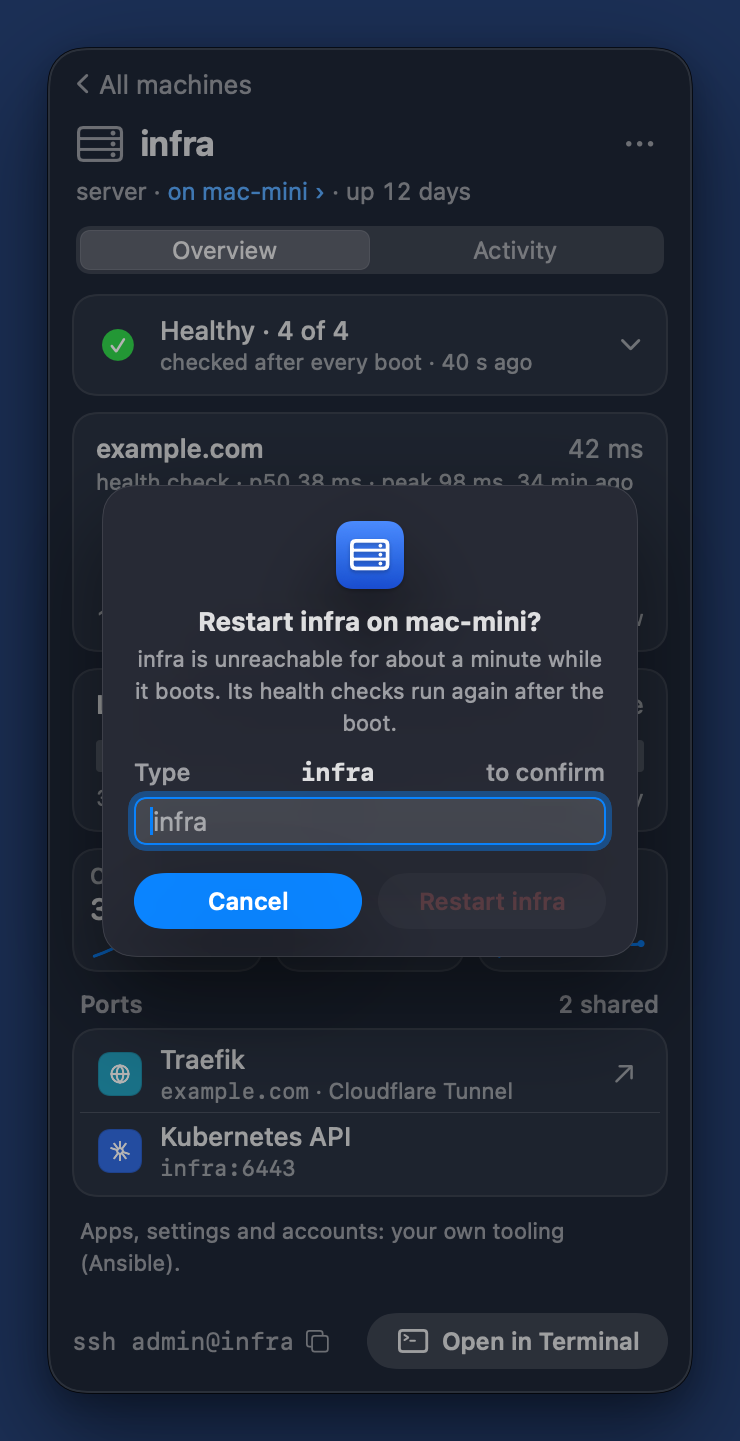 All machines
infra
server · on mac-mini › · up 12 days
Overview
Activity
Healthy · 4 of 4
checked after every boot · 40 s ago
example.com
42 ms
health check · p50 38 ms · peak 98 ms, 34 min ago
Restart infra on mac-mini?
infra is unreachable for about a minute while
it boots. Its health checks run again after the
boot.
Type infra to confirm
infra
Cancel
Restart infra
Ports
2 shared
Traefik
example.com · Cloudflare Tunnel
Kubernetes API
infra:6443
Apps, settings and accounts: your own tooling
(Ansible).
ssh admin@infra
Open in Terminal